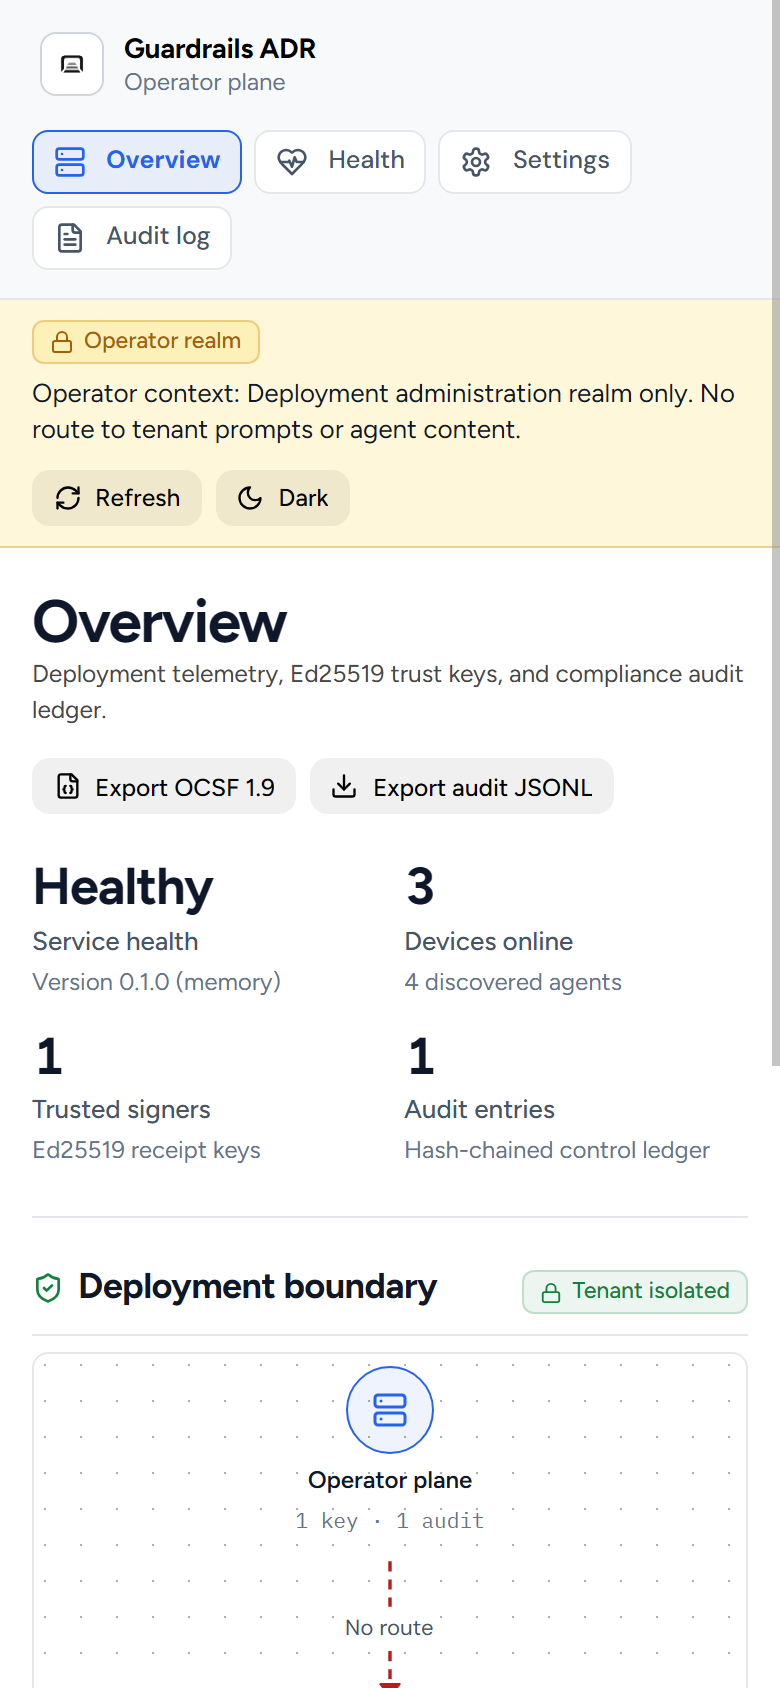 Guardrails ADR
Operator plane
Overview
Health
Settings
Audit log
Operator realm
Operator context: Deployment administration realm only. No
route to tenant prompts or agent content.
Refresh
Dark
Overview
Deployment telemetry, Ed25519 trust keys, and compliance audit
ledger.
Export OCSF 1.9
Export audit JSONL
Healthy
Service health
Version 0.1.0 (memory)
3
Devices online
4 discovered agents
1
Trusted signers
Ed25519 receipt keys
1
Audit entries
Hash-chained control ledger
Deployment boundary
Tenant isolated
Operator plane
1 key · 1 audit
No route